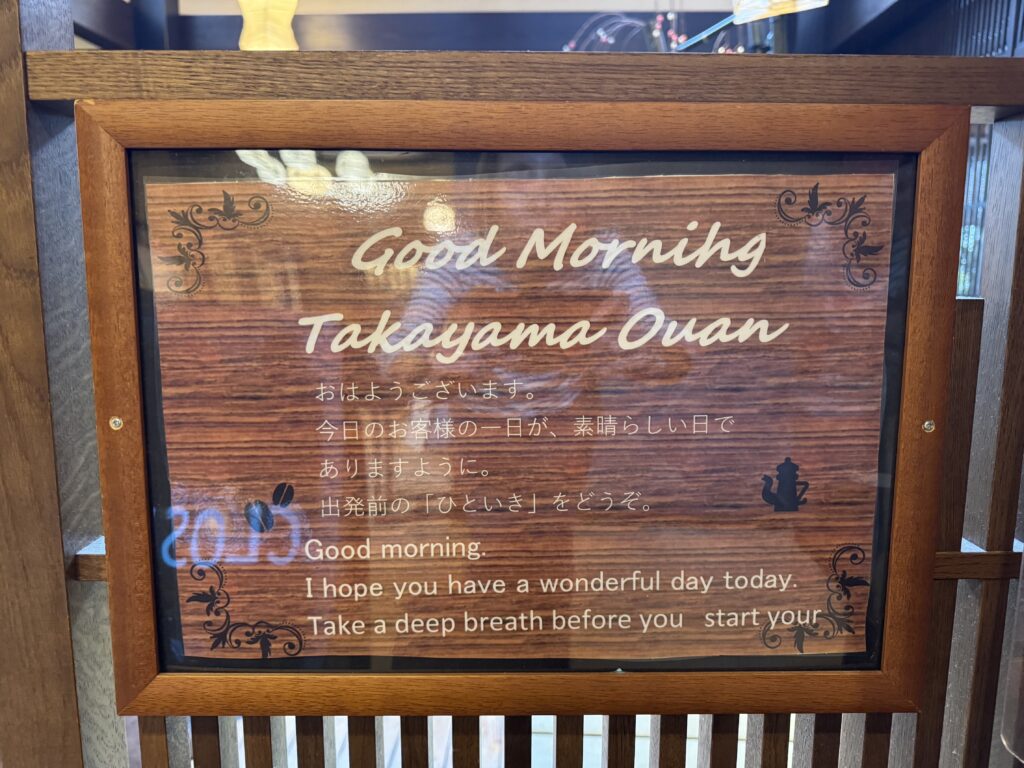 Good Mornihg
Takayama Ouan
おはようございます。
今日のお客様の一日が、素晴らしい日で
ありますように。
出発前の「ひといき」をどうぞ。
Good morning.
I hope you have a wonderful day today.
Take a deep breath before you start your
CLOS